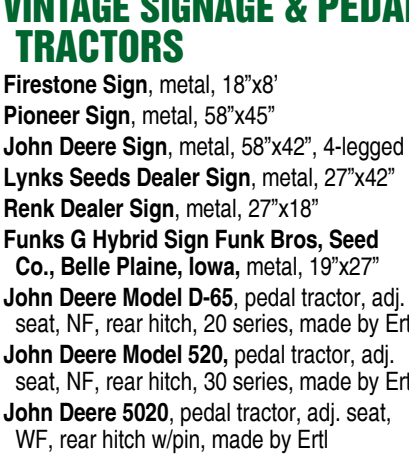 VINTAGE SIGNAGE & PEDAL
TRACTORS
Firestone Sign, metal, 18”x8’
Pioneer Sign, metal, 58”x45”
John Deere Sign, metal, 58”x42”, 4-legged
Lynks Seeds Dealer Sign, metal, 27”x42”
Renk Dealer Sign, metal, 27”x18”
Funks G Hybrid Sign Funk Bros, Seed
Co., Belle Plaine, Iowa, metal, 19”x27”
John Deere Model D-65, pedal tractor, adj.
seat, NF, rear hitch, 20 series, made by Ertl
John Deere Model 520, pedal tractor, adj.
seat, NF, rear hitch, 30 series, made by Ertl
John Deere 5020, pedal tractor, adj. seat,
WF, rear hitch w/pin, made by Ertl